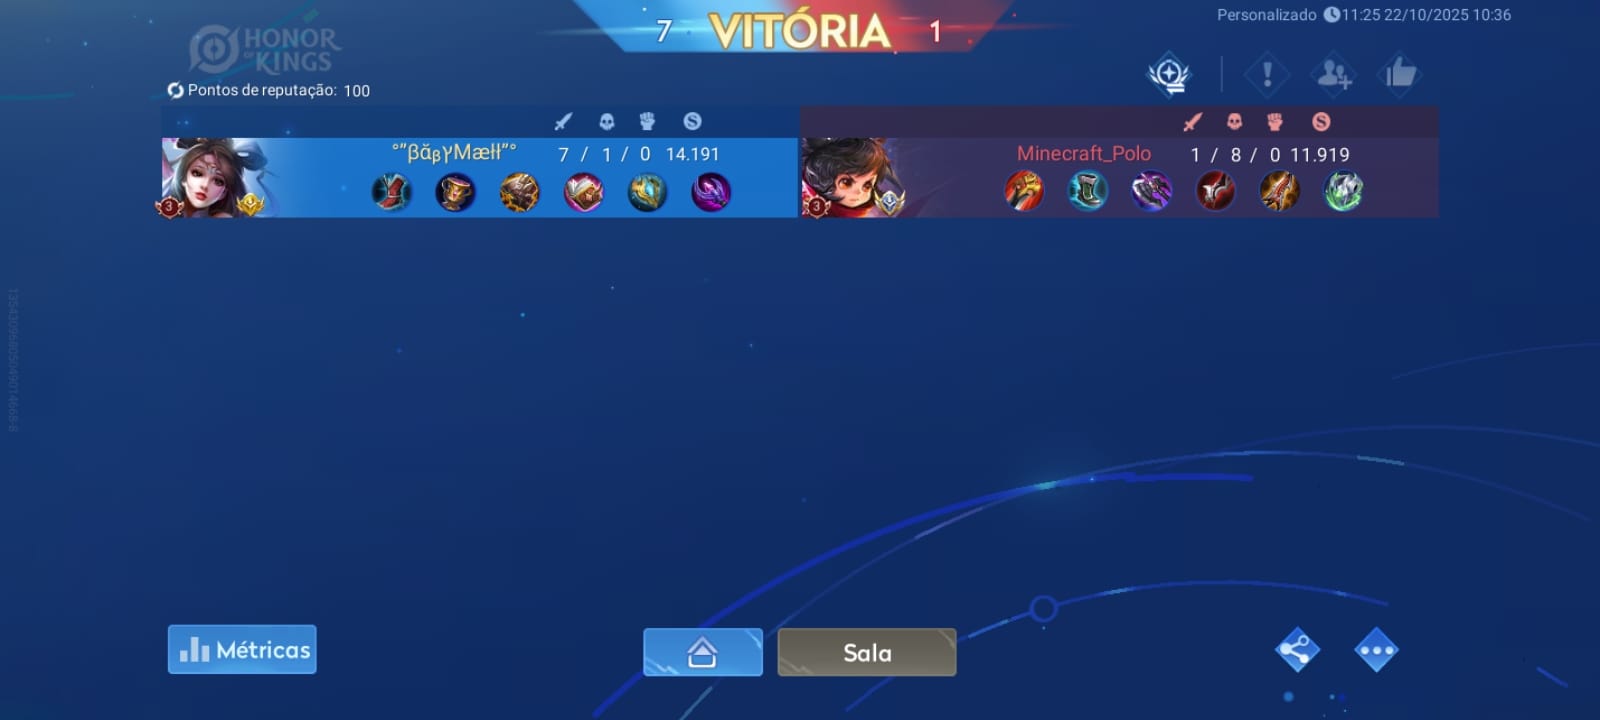 7 VITÓRIA 1
Personalizado 11:25 22/10/2025 10:36
HONOR
OF KINGS
Pontos de reputação: 100
°”βᾰᵦγMæłł”° 7 / 1 / 0 14.191
3
Minecraft_Polo 1 / 8 / 0 11.919
3
Métricas
Sala